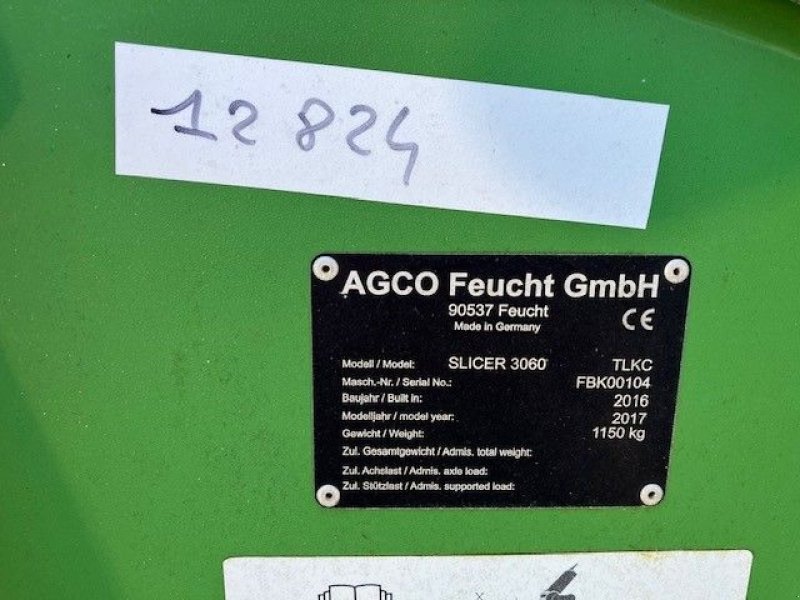 12 824
AGCO Feucht GmbH
90537 Feucht
Made in Germany
CE
Modell / Model: SLICER 3060 TLKC
Masch.-Nr. / Serial No.: FBK00104
Baujahr / Built in: 2016
Modelljahr / model year: 2017
Gewicht / Weight: 1150 kg
Zul. Gesamtgewicht / Admis. total weight:
Zul. Achslast / Admis. axle load:
Zul. Stützlast / Admis. supported load: